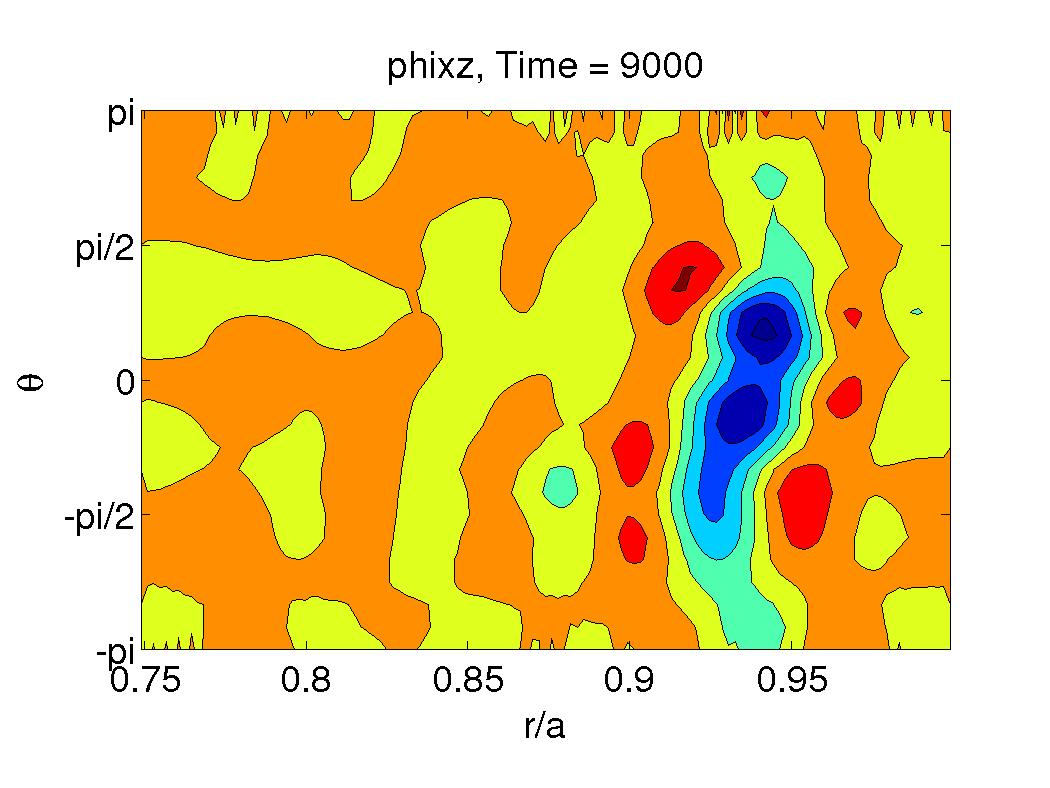 phixz, Time = 9000
pi
pi/2
θ
0
-pi/2
-pi
0.75
0.8
0.85
0.9
0.95
r/a